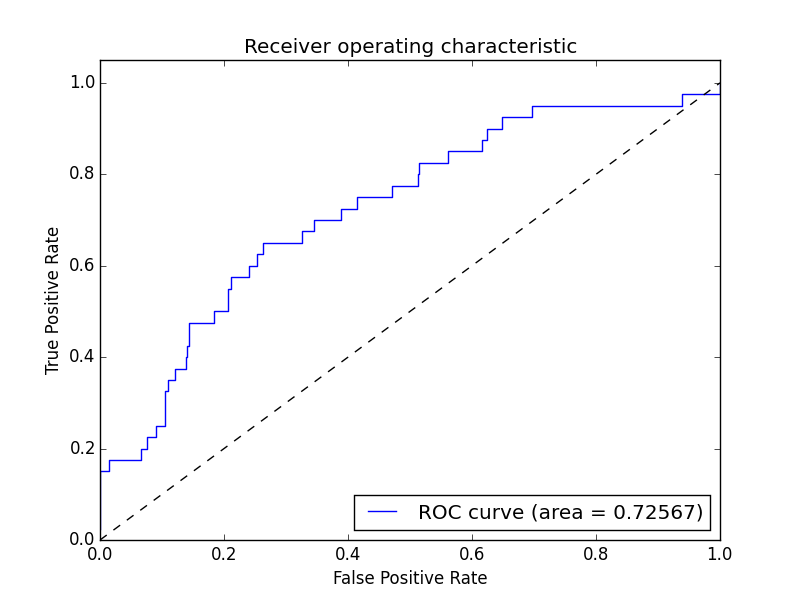 Receiver operating characteristic
True Positive Rate
1.0
0.8
0.6
0.4
0.2
0.0
ROC curve (area = 0.72567)
0.0 0.2 0.4 0.6 0.8 1.0
False Positive Rate